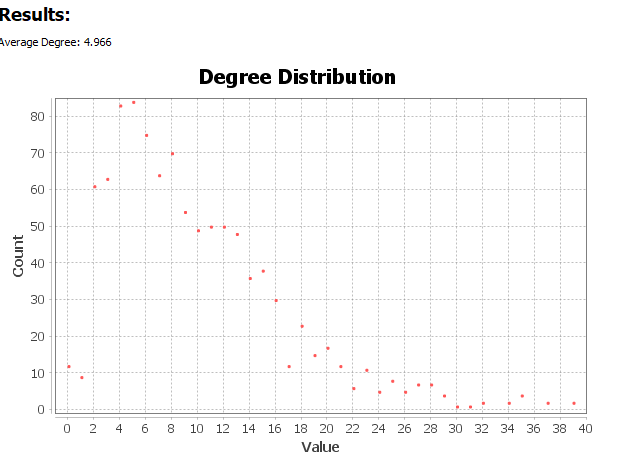 Results:
Average Degree: 4.966
Degree Distribution
80
70
60
50
40
30
20
10
0
Count
0 2 4 6 8 10 12 14 16 18 20 22 24 26 28 30 32 34 36 38 40
Value